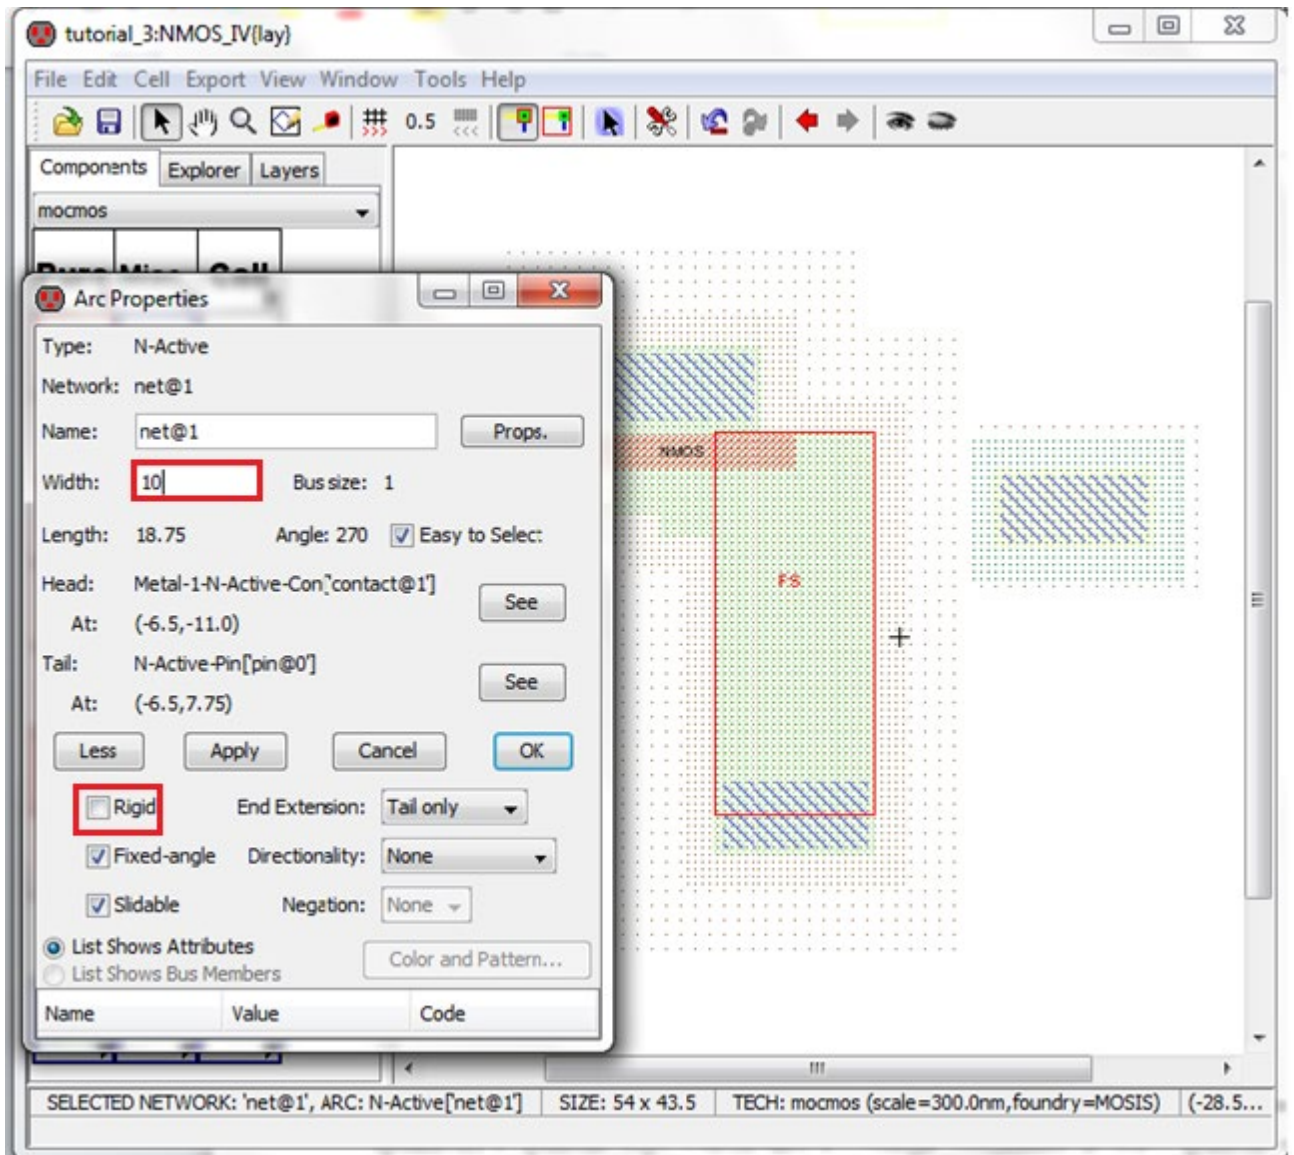 tutorial_3:NMOS_IV{lay}
File Edit Cell Export View Window Tools Help
0.5
Components Explorer Layers
mocmos
Arc Properties
Type: N-Active
Network: net@1
Name: net@1 Props.
Width: 10 Bus size: 1
Length: 18.75 Angle: 270 Easy to Select
Head: Metal-1-N-Active-Con['contact@1']
See
At: (-6.5,-11.0)
Tail: N-Active-Pin['pin@0']
See
At: (-6.5,7.75)
Less Apply Cancel OK
Rigid End Extension: Tail only
Fixed-angle Directionality: None
Slidable Negation: None
List Shows Attributes
List Shows Bus Members
Color and Pattern...
Name Value Code
NMOS
FS
SELECTED NETWORK: 'net@1', ARC: N-Active['net@1'] SIZE: 54 x 43.5 TECH: mocmos (scale=300.0nm,foundry=MOSIS) (-28.5...